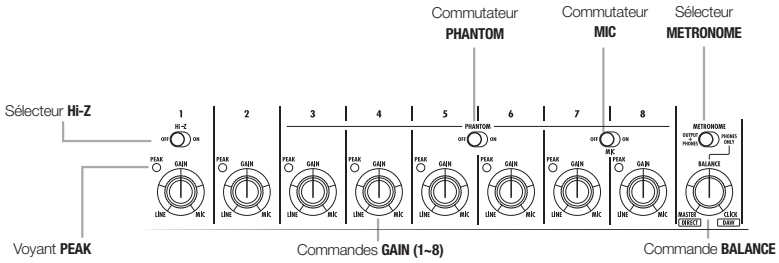 Commutateur
PHANTOM
Commutateur
MIC
Sélecteur
METRONOME
Sélecteur Hi-Z
1 2 3 4 5 6 7 8
Hi-Z
OFF ON
PHANTOM
OFF ON
OFF ON
MIC
METRONOME
OUTPUT + PHONES
PHONES ONLY
PEAK GAIN PEAK GAIN PEAK GAIN PEAK GAIN PEAK GAIN PEAK GAIN PEAK GAIN PEAK GAIN BALANCE
LINE MIC LINE MIC LINE MIC LINE MIC LINE MIC LINE MIC LINE MIC LINE MIC MASTER CLICK
DIRECT DAW
Voyant PEAK
Commandes GAIN (1~8)
Commande BALANCE